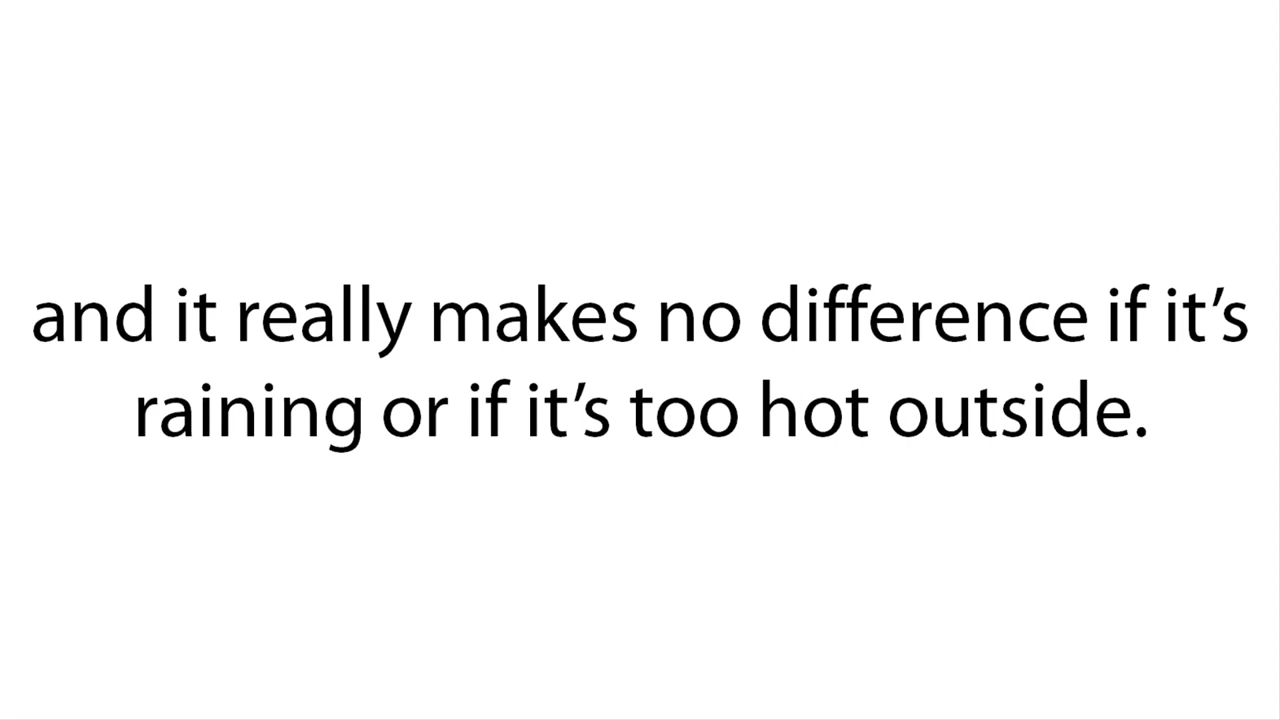 and it really makes no difference if it’s
raining or if it’s too hot outside.